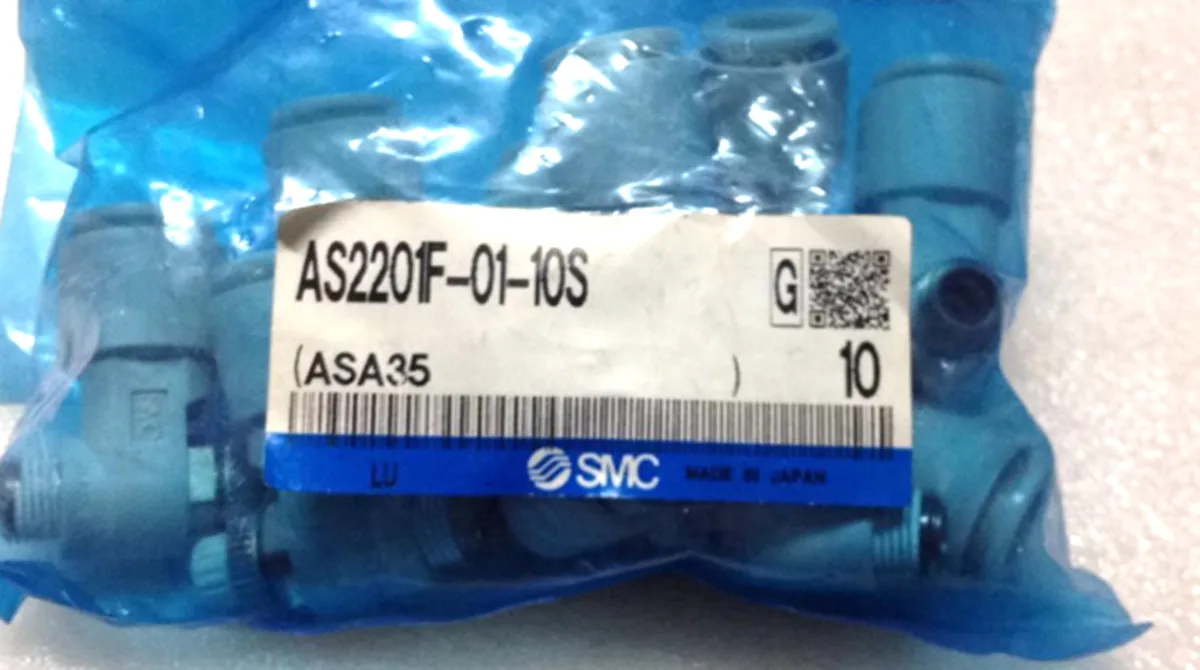 AS2201F-01-10S
G
(ASA35 )
10
LU
SMC
MADE IN JAPAN